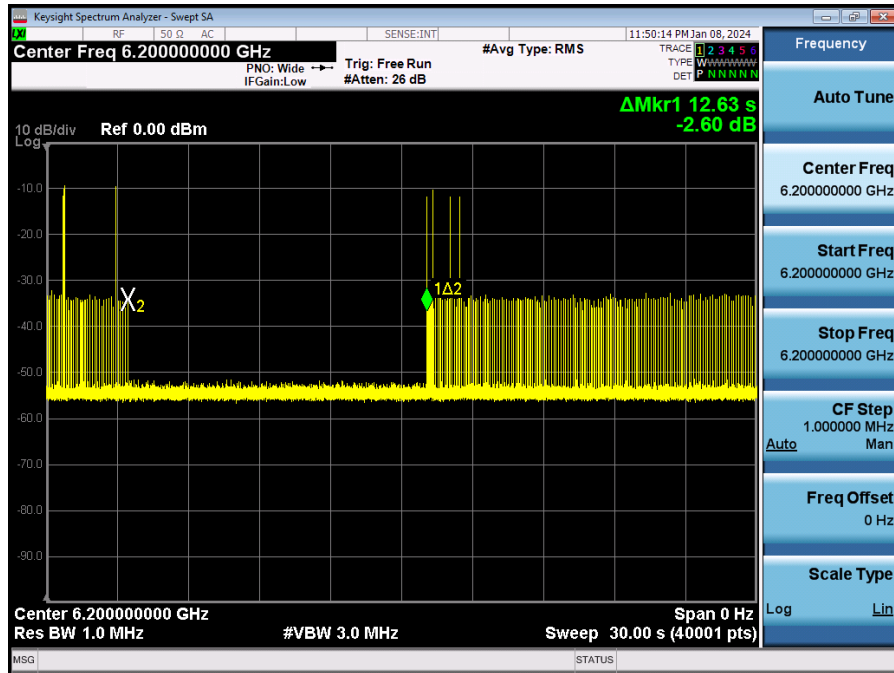 Keysight Spectrum Analyzer - Swept SA
LXI RF 50 Ω AC SENSE:INT 11:50:14 PM Jan 08, 2024
Center Freq 6.200000000 GHz
PNO: Wide
IFGain:Low
Trig: Free Run
#Atten: 26 dB
#Avg Type: RMS
TRACE 1 2 3 4 5 6
TYPE W W W W W W
DET P N N N N N
ΔMkr1 12.63 s
-2.60 dB
10 dB/div Ref 0.00 dBm
Log
-10.0
-20.0
-30.0
-40.0
-50.0
-60.0
-70.0
-80.0
-90.0
X2
1Δ2
Center 6.200000000 GHz Span 0 Hz
Res BW 1.0 MHz #VBW 3.0 MHz Sweep 30.00 s (40001 pts)
MSG STATUS
Frequency
Auto Tune
Center Freq
6.200000000 GHz
Start Freq
6.200000000 GHz
Stop Freq
6.200000000 GHz
CF Step
1.000000 MHz
Auto Man
Freq Offset
0 Hz
Scale Type
Log Lin